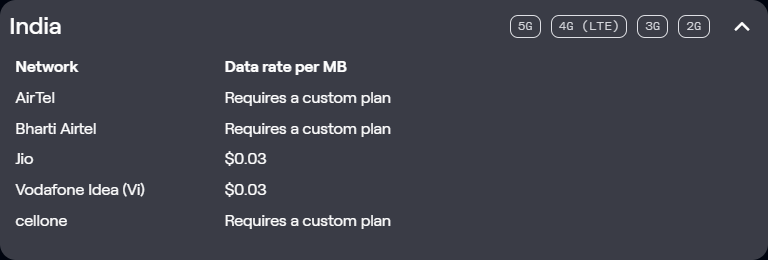 India 5G 4G (LTE) 3G 2G
Network Data rate per MB
AirTel Requires a custom plan
Bharti Airtel Requires a custom plan
Jio $0.03
Vodafone Idea (Vi) $0.03
cellone Requires a custom plan